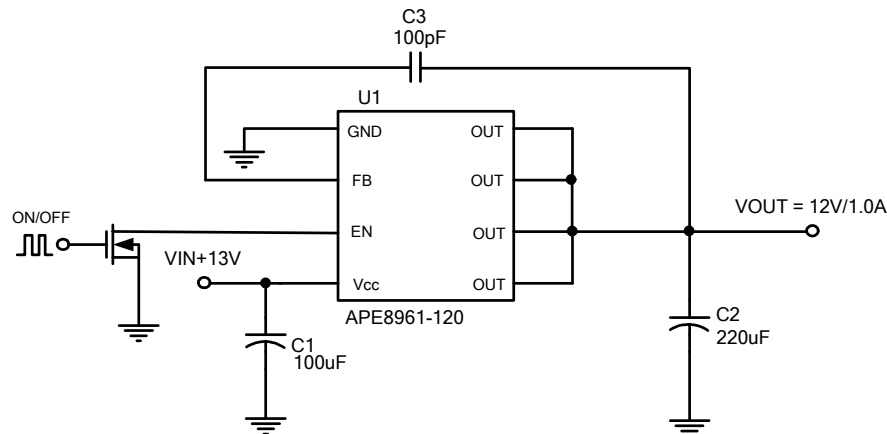 C3
100pF
U1
GND
OUT
FB
OUT
ON/OFF
EN
OUT
VOUT = 12V/1.0A
VIN+13V
Vcc
OUT
APE8961-120
C1
100uF
C2
220uF